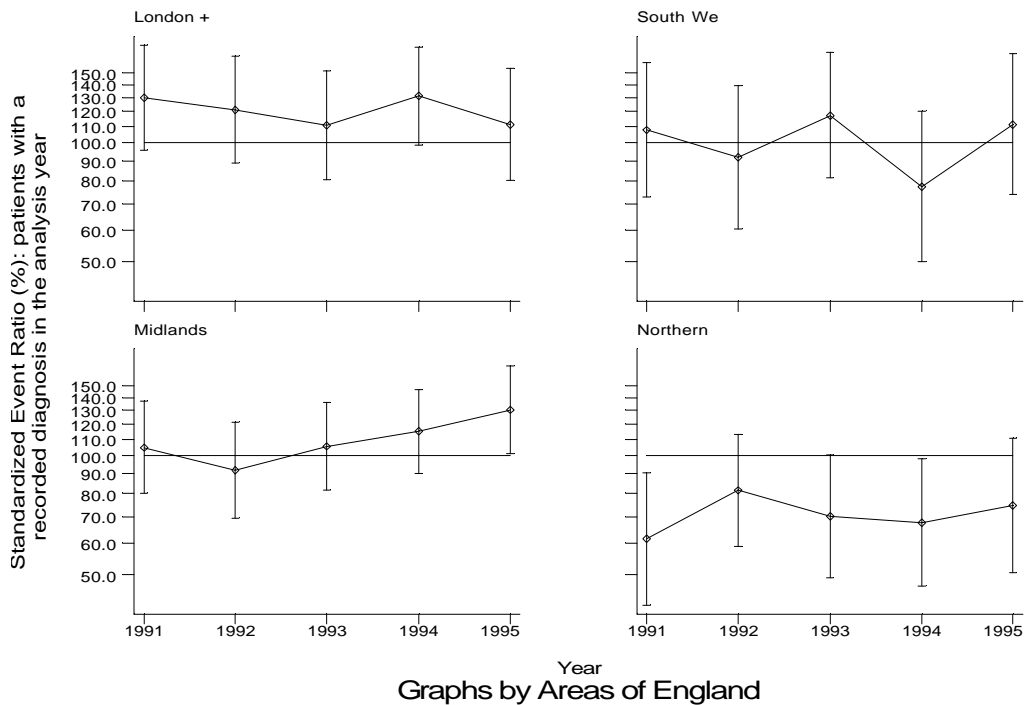 London +
South We
150.0
140.0
130.0
120.0
110.0
100.0
90.0
80.0
70.0
60.0
50.0
Midlands
Northern
150.0
140.0
130.0
120.0
110.0
100.0
90.0
80.0
70.0
60.0
50.0
1991 1992 1993 1994 1995
1991 1992 1993 1994 1995
Standardized Event Ratio (%): patients with a
recorded diagnosis in the analysis year
Year
Graphs by Areas of England